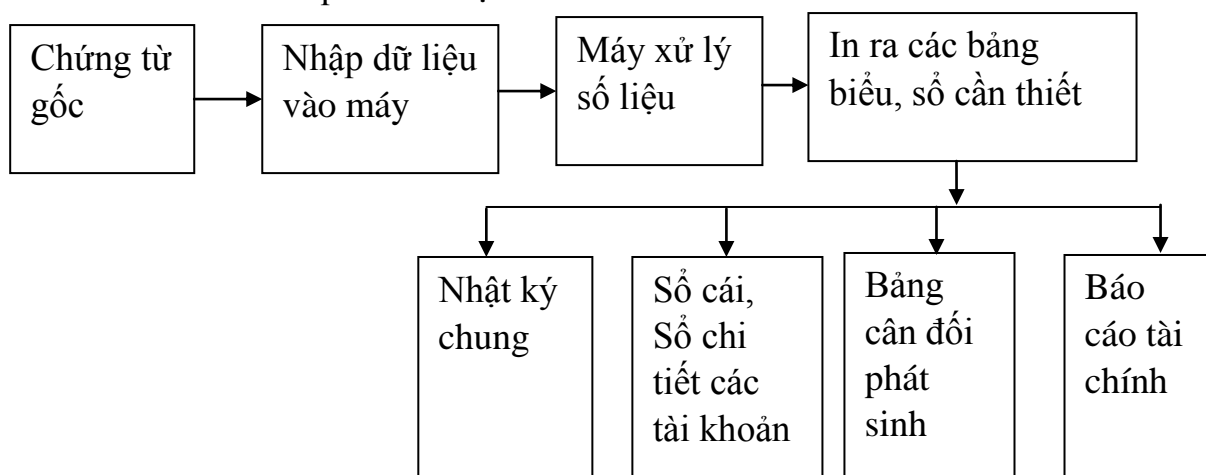 Chứng từ
gốc
Nhập dữ liệu
vào máy
Máy xử lý
số liệu
In ra các bảng
biểu, sổ cần thiết
Nhật ký
chung
Sổ cái,
Sổ chi
tiết các
tài khoản
Bảng
cân đối
phát
sinh
Báo
cáo tài
chính